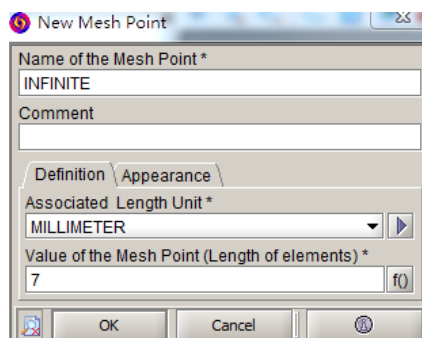 New Mesh Point
Name of the Mesh Point *
INFINITE
Comment
Definition Appearance
Associated Length Unit *
MILLIMETER
Value of the Mesh Point (Length of elements) *
7 f()
OK Cancel